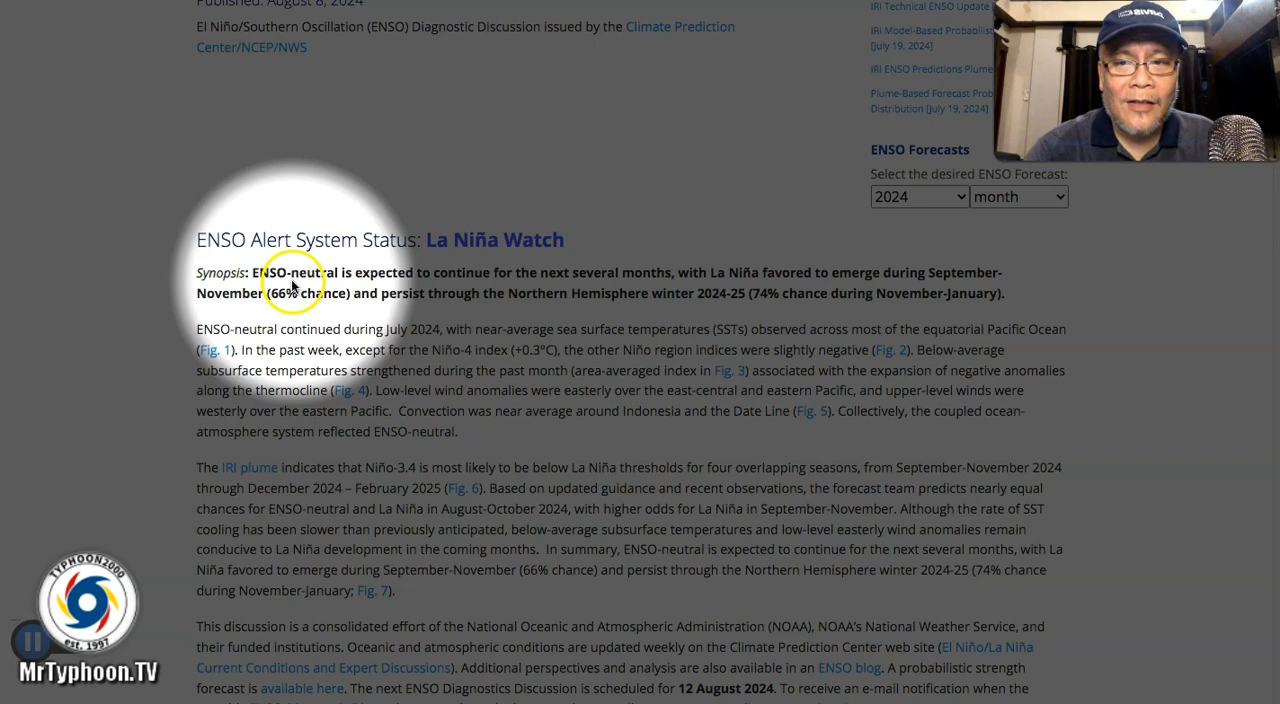 Published: August 8, 2024
El Niño/Southern Oscillation (ENSO) Diagnostic Discussion issued by the Climate Prediction
Center/NCEP/NWS
IRI Technical ENSO Update
IRI Model-Based Probabilist
[July 19, 2024]
IRI ENSO Predictions Plume
Plume-Based Forecast Prob
Distribution [July 19, 2024]
ENSO Forecasts
Select the desired ENSO Forecast:
2024 month
ENSO Alert System Status: La Niña Watch
Synopsis: ENSO-neutral is expected to continue for the next several months, with La Niña favored to emerge during September-
November (66% chance) and persist through the Northern Hemisphere winter 2024-25 (74% chance during November-January).
ENSO-neutral continued during July 2024, with near-average sea surface temperatures (SSTs) observed across most of the equatorial Pacific Ocean
(Fig. 1). In the past week, except for the Niño-4 index (+0.3°C), the other Niño region indices were slightly negative (Fig. 2). Below-average
subsurface temperatures strengthened during the past month (area-averaged index in Fig. 3) associated with the expansion of negative anomalies
along the thermocline (Fig. 4). Low-level wind anomalies were easterly over the east-central and eastern Pacific, and upper-level winds were
westerly over the eastern Pacific. Convection was near average around Indonesia and the Date Line (Fig. 5). Collectively, the coupled ocean-
atmosphere system reflected ENSO-neutral.
The IRI plume indicates that Niño-3.4 is most likely to be below La Niña thresholds for four overlapping seasons, from September-November 2024
through December 2024 – February 2025 (Fig. 6). Based on updated guidance and recent observations, the forecast team predicts nearly equal
chances for ENSO-neutral and La Niña in August-October 2024, with higher odds for La Niña in September-November. Although the rate of SST
cooling has been slower than previously anticipated, below-average subsurface temperatures and low-level easterly wind anomalies remain
conducive to La Niña development in the coming months. In summary, ENSO-neutral is expected to continue for the next several months, with La
Niña favored to emerge during September-November (66% chance) and persist through the Northern Hemisphere winter 2024-25 (74% chance
during November-January; Fig. 7).
This discussion is a consolidated effort of the National Oceanic and Atmospheric Administration (NOAA), NOAA's National Weather Service, and
their funded institutions. Oceanic and atmospheric conditions are updated weekly on the Climate Prediction Center web site (El Niño/La Niña
Current Conditions and Expert Discussions). Additional perspectives and analysis are also available in an ENSO blog. A probabilistic strength
forecast is available here. The next ENSO Diagnostics Discussion is scheduled for 12 August 2024. To receive an e-mail notification when the
TYPHOON2000
est. 1997
MrTyphoon.TV